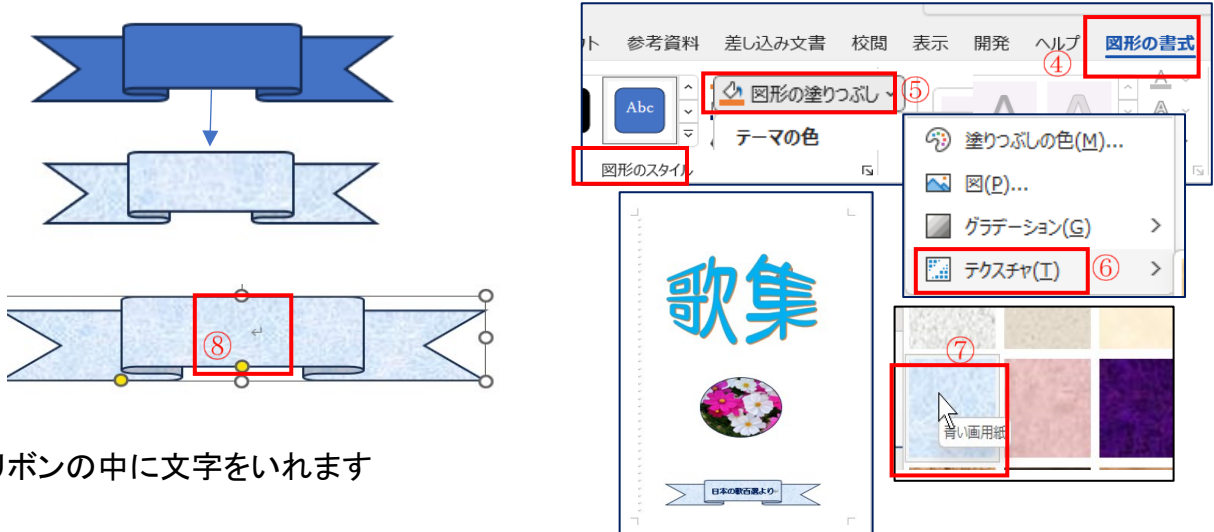 ト 参考資料 差し込み文書 校閲 表示 開発 ヘルプ 図形の書式
④
Abc
図形の塗りつぶし ⑤
A A A
A
テーマの色
図形のスタイル
塗りつぶしの色(M)...
図(P)...
グラデーション(G)
テクスチャ(T) ⑥
歌集
日本の歌百選より
⑦
青い画用紙
⑧
リボンの中に文字をいれます